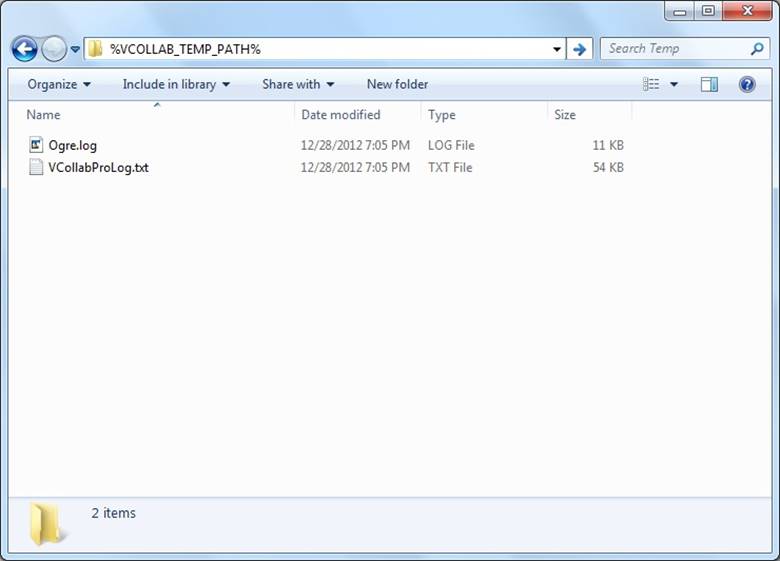 %VCOLLAB_TEMP_PATH% Search Temp
Organize Include in library Share with New folder
Name Date modified Type Size
Ogre.log 12/28/2012 7:05 PM LOG File 11 KB
VCollabProLog.txt 12/28/2012 7:05 PM TXT File 54 KB
2 items